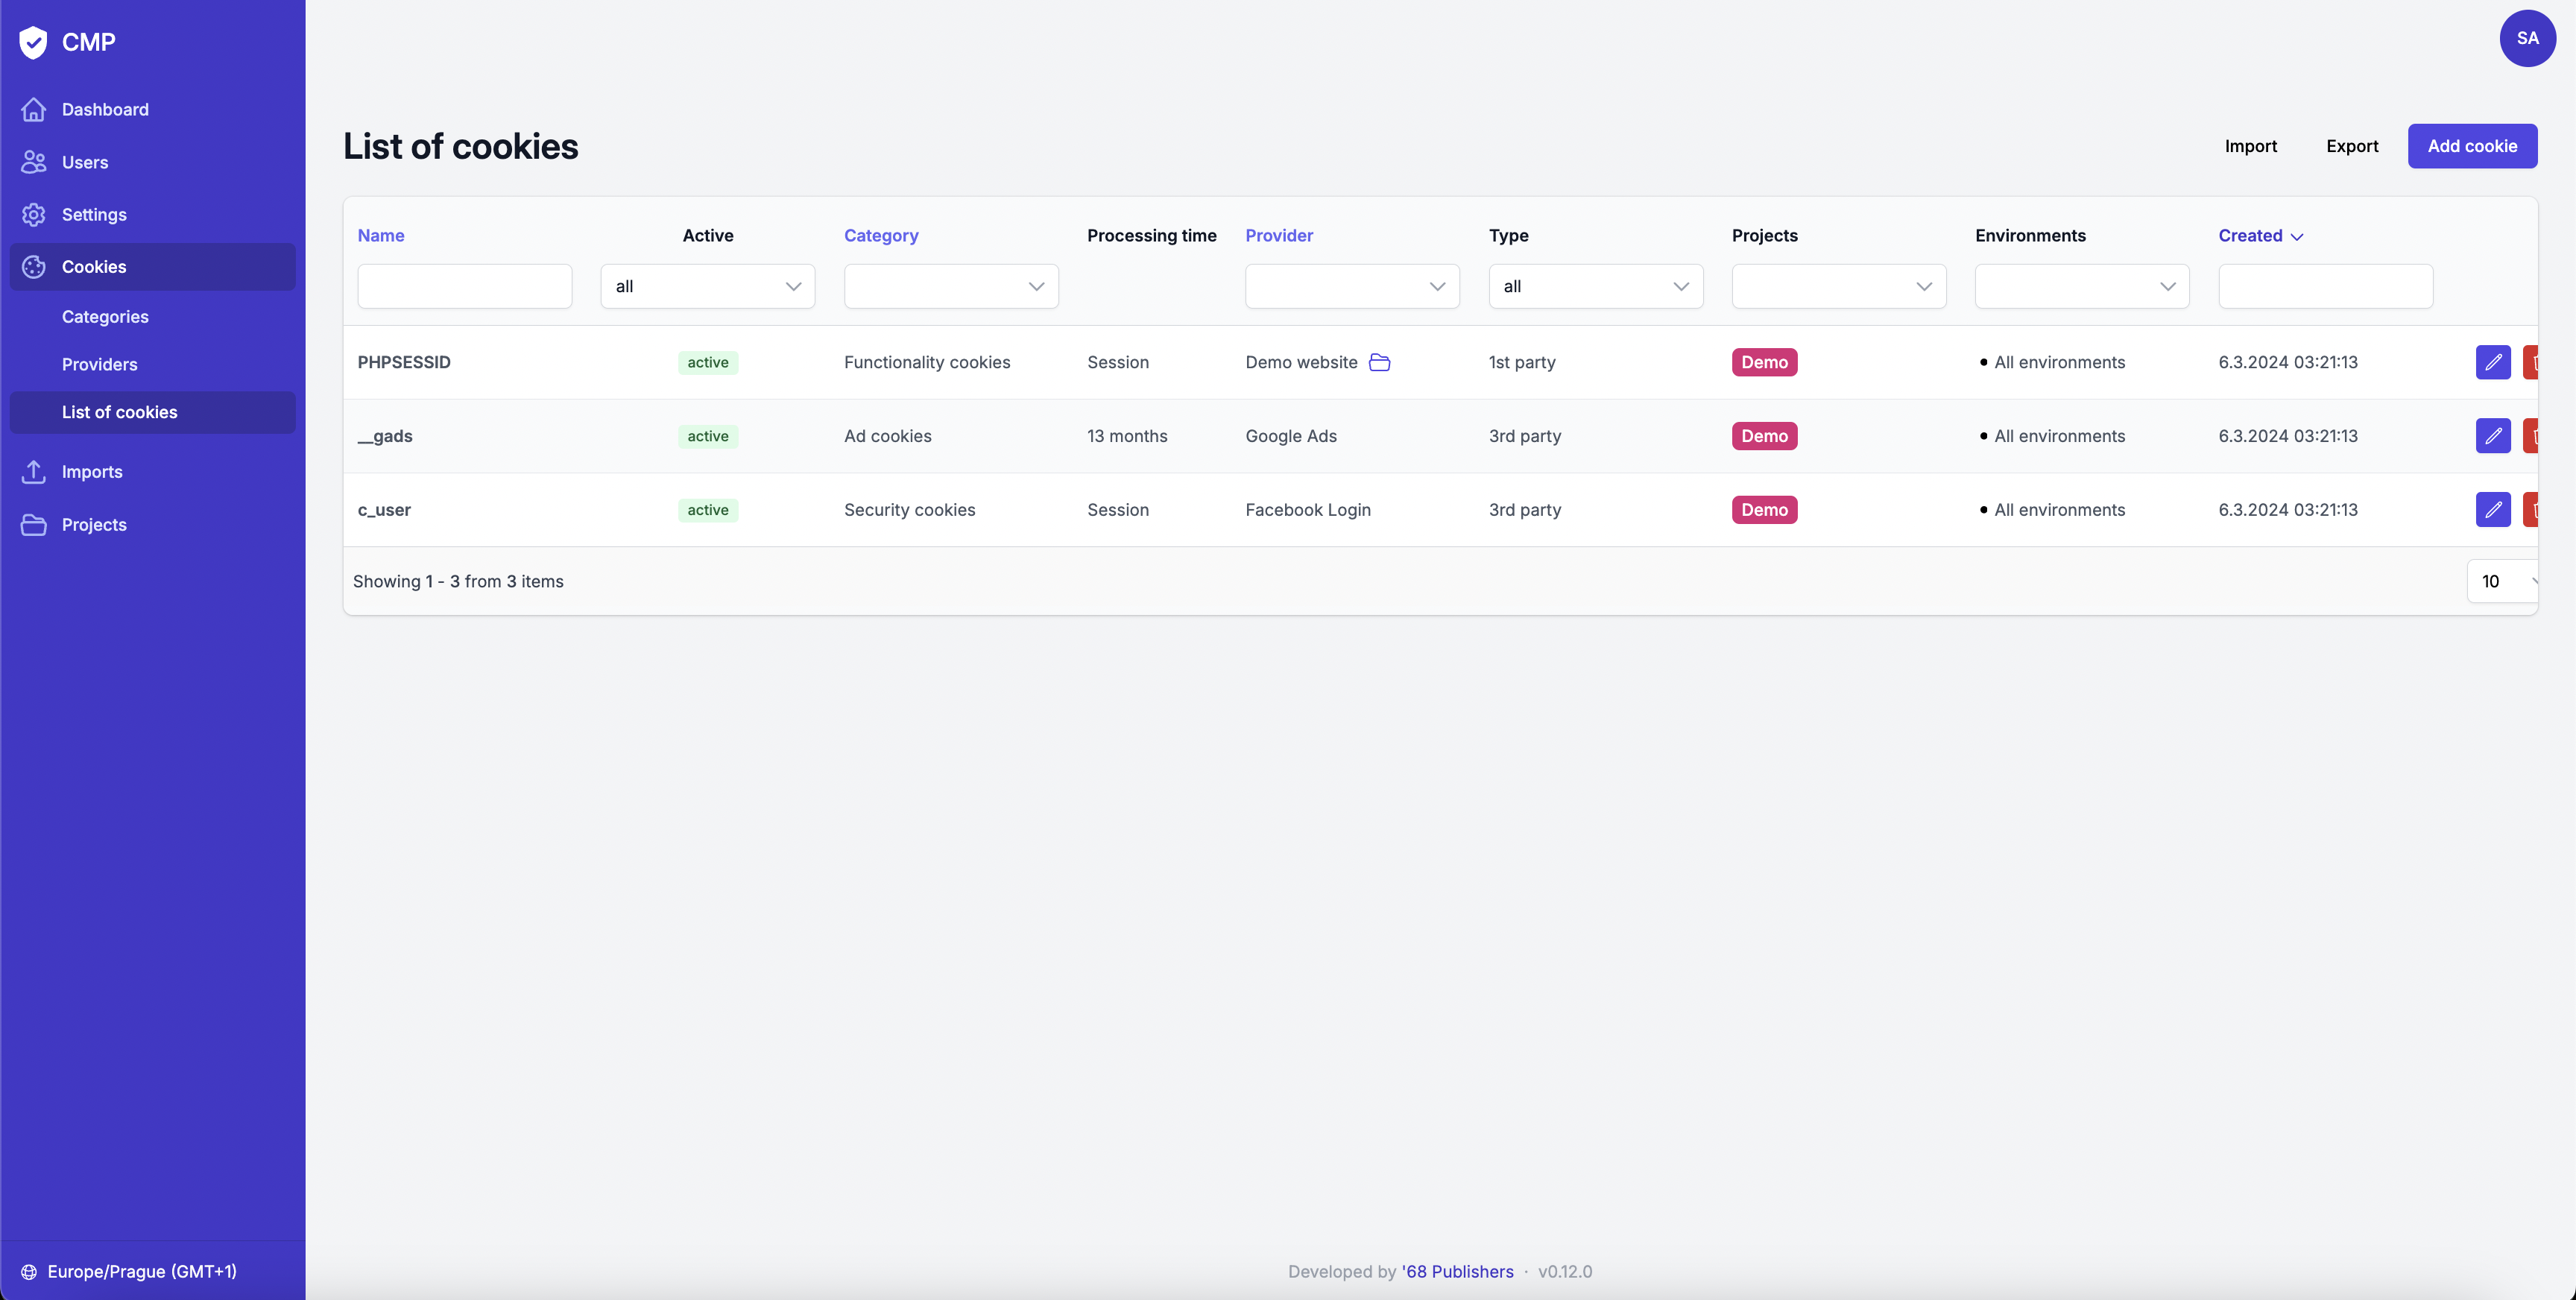 CMP
SA
Dashboard
Users
Settings
Cookies
Categories
Providers
List of cookies
Imports
Projects
Europe/Prague (GMT+1)
List of cookies
Import Export Add cookie
Name Active Category Processing time Provider Type Projects Environments Created
all all
PHPSESSID active Functionality cookies Session Demo website 1st party Demo All environments 6.3.2024 03:21:13
__gads active Ad cookies 13 months Google Ads 3rd party Demo All environments 6.3.2024 03:21:13
c_user active Security cookies Session Facebook Login 3rd party Demo All environments 6.3.2024 03:21:13
Showing 1 - 3 from 3 items 10
Developed by '68 Publishers · v0.12.0